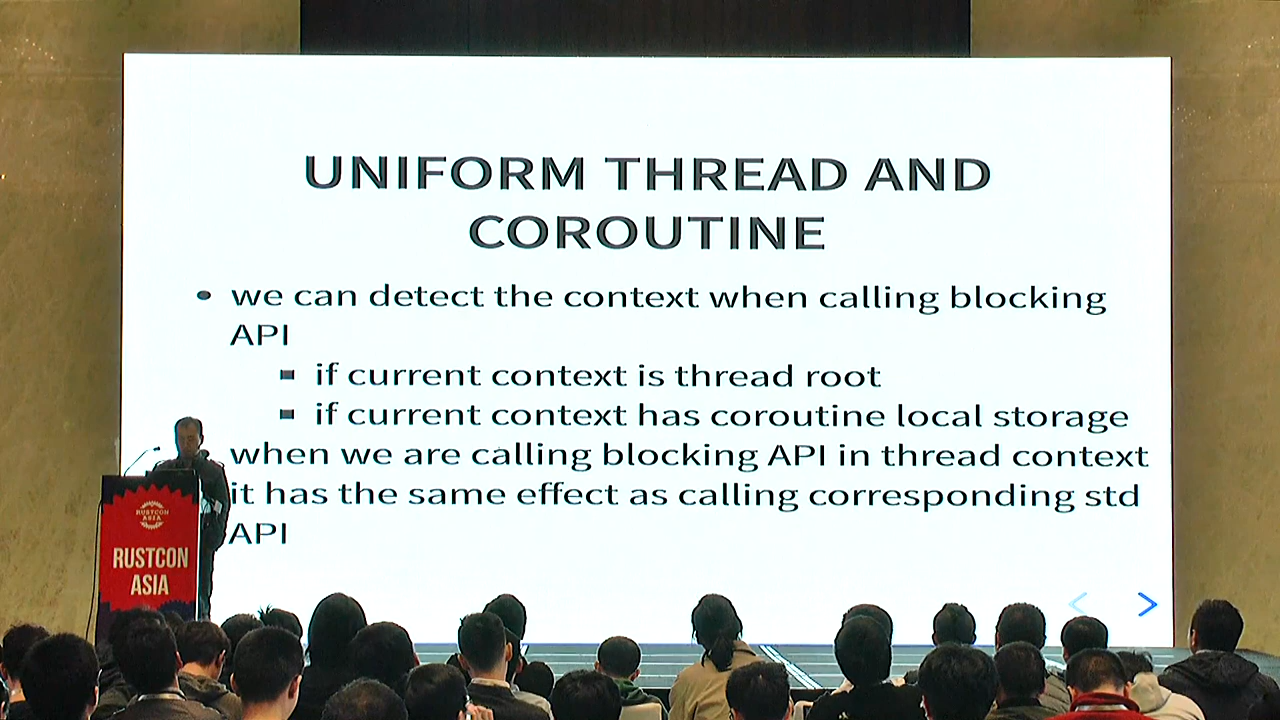 UNIFORM THREAD AND
COROUTINE
• we can detect the context when calling blocking
API
▪ if current context is thread root
▪ if current context has coroutine local storage
when we are calling blocking API in thread context
it has the same effect as calling corresponding std
API
RUSTCON
ASIA
RUSTCON
ASIA